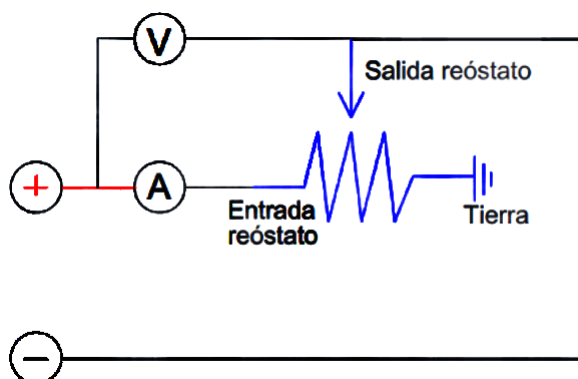 V
Salida reóstato
+
A
Entrada
reóstato
Tierra
−